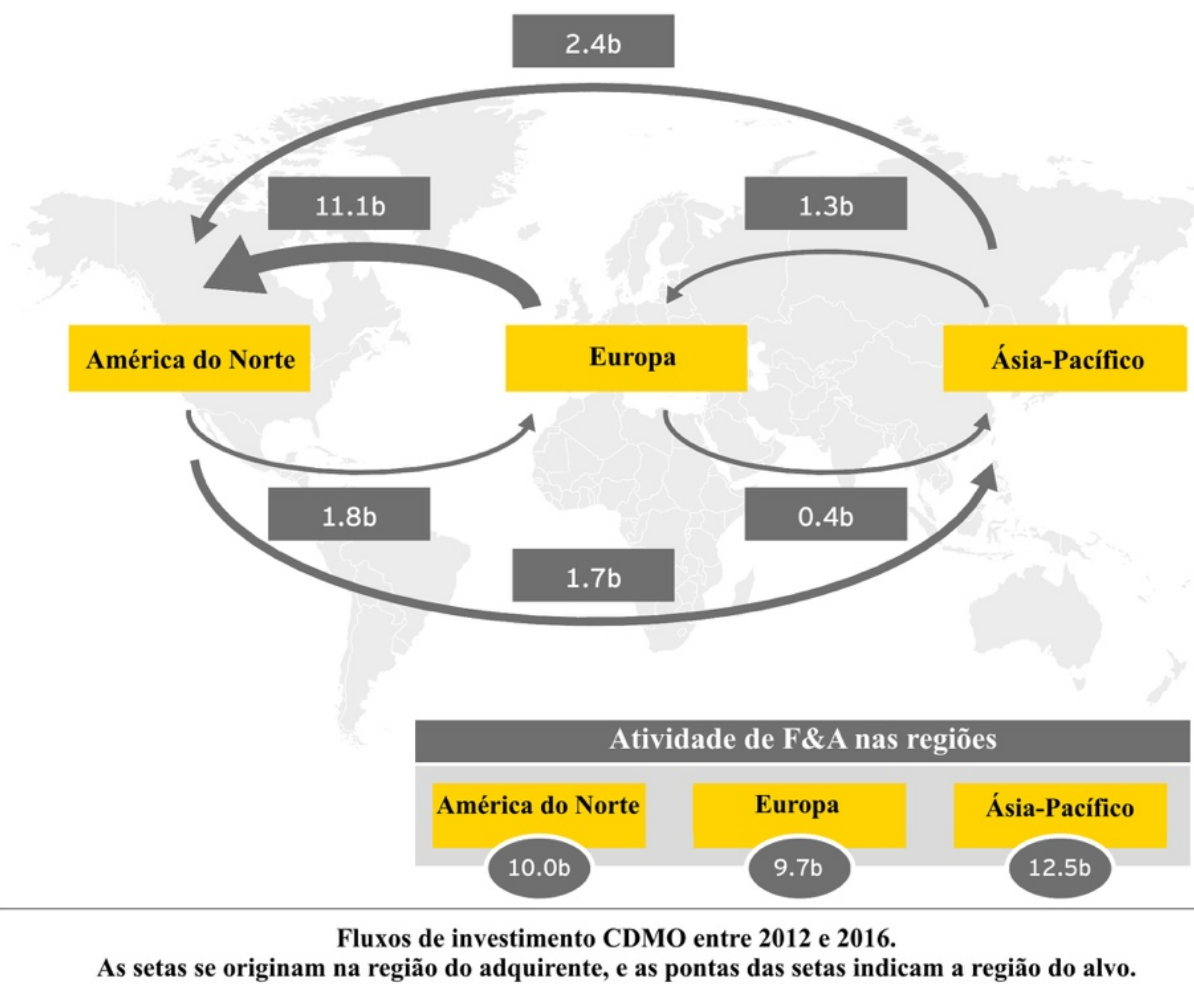 2.4b
11.1b
1.3b
América do Norte
Europa
Ásia-Pacífico
1.8b
0.4b
1.7b
Atividade de F&A nas regiões
América do Norte
Europa
Ásia-Pacífico
10.0b
9.7b
12.5b
Fluxos de investimento CDMO entre 2012 e 2016.
As setas se originam na região do adquirente, e as pontas das setas indicam a região do alvo.